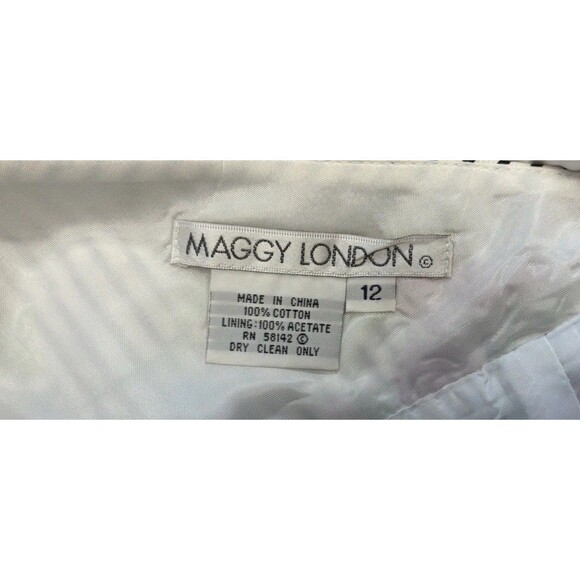 MAGGY LONDON ©
12
MADE IN CHINA
100% COTTON
LINING:100% ACETATE
RN 58142 ©
DRY CLEAN ONLY